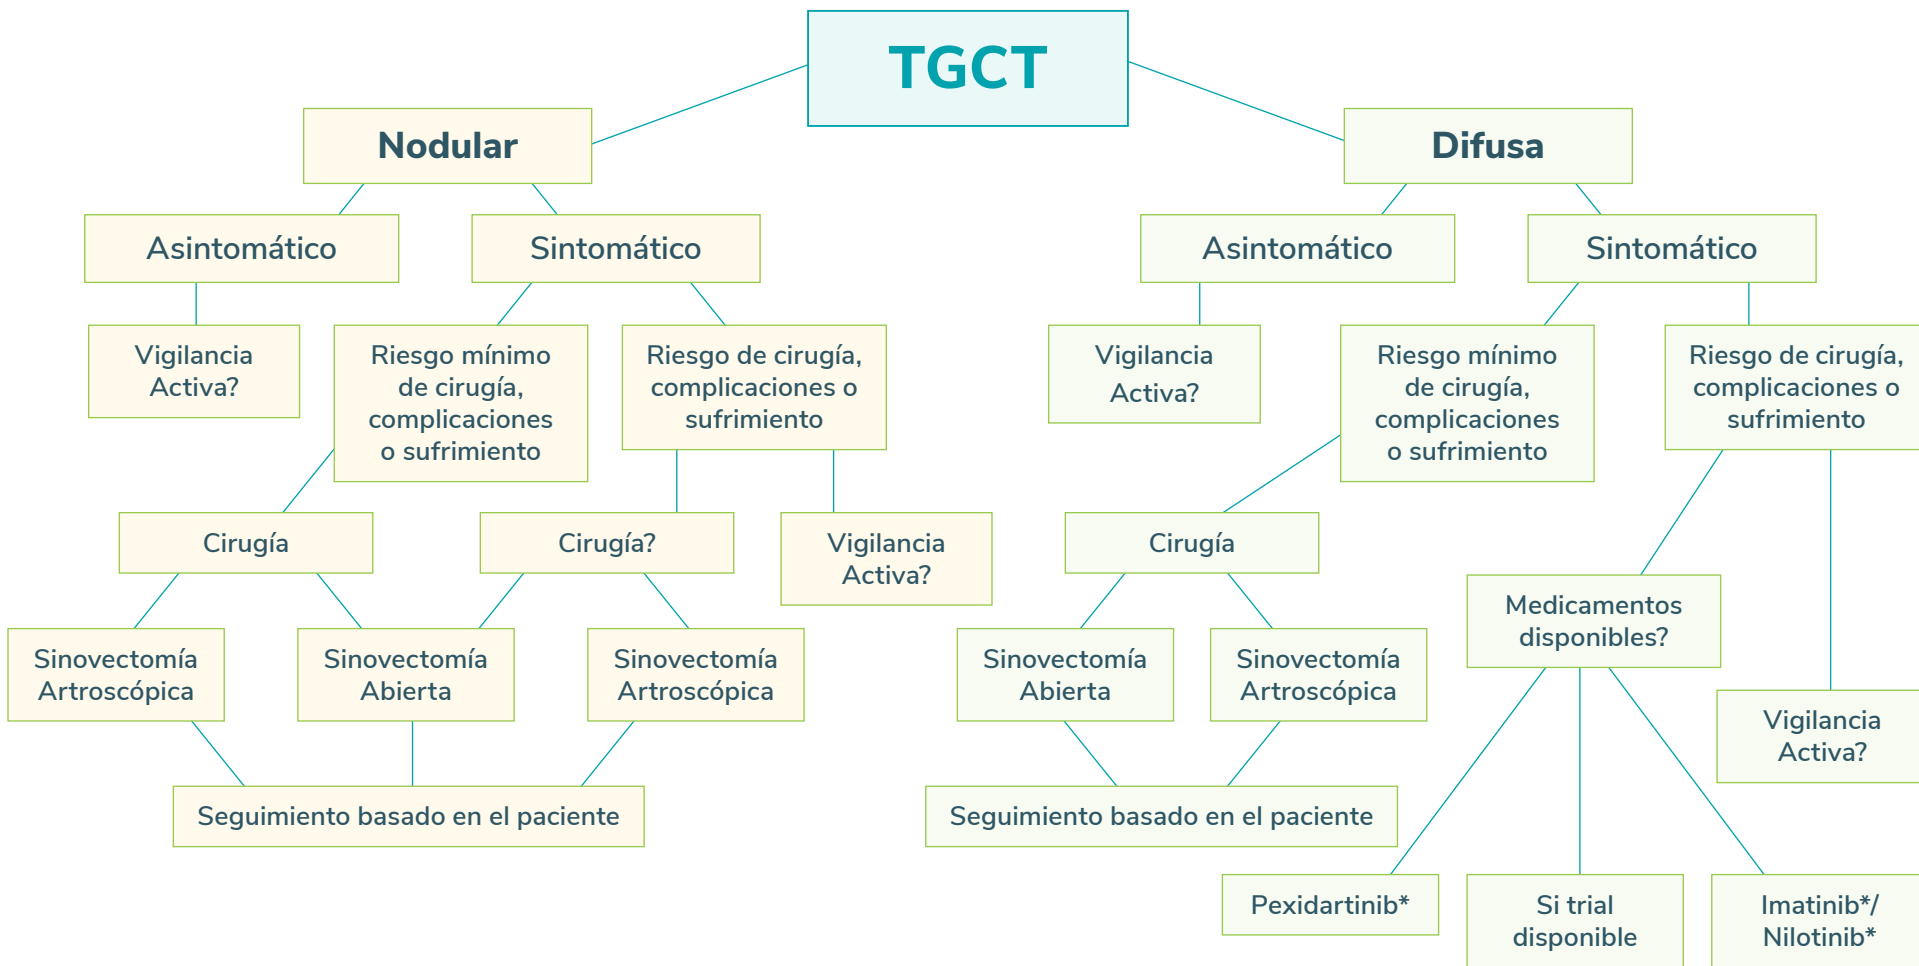 TGCT
Nodular
Difusa
Asintomático
Sintomático
Asintomático
Sintomático
Vigilancia
Activa?
Riesgo mínimo
de cirugía,
complicaciones
o sufrimiento
Riesgo de cirugía,
complicaciones o
sufrimiento
Vigilancia
Activa?
Riesgo mínimo
de cirugía,
complicaciones
o sufrimiento
Riesgo de cirugía,
complicaciones o
sufrimiento
Cirugía
Cirugía?
Vigilancia
Activa?
Cirugía
Medicamentos
disponibles?
Sinovectomía
Artroscópica
Sinovectomía
Abierta
Sinovectomía
Artroscópica
Sinovectomía
Abierta
Sinovectomía
Artroscópica
Vigilancia
Activa?
Seguimiento basado en el paciente
Seguimiento basado en el paciente
Pexidartinib*
Si trial
disponible
Imatinib*/
Nilotinib*